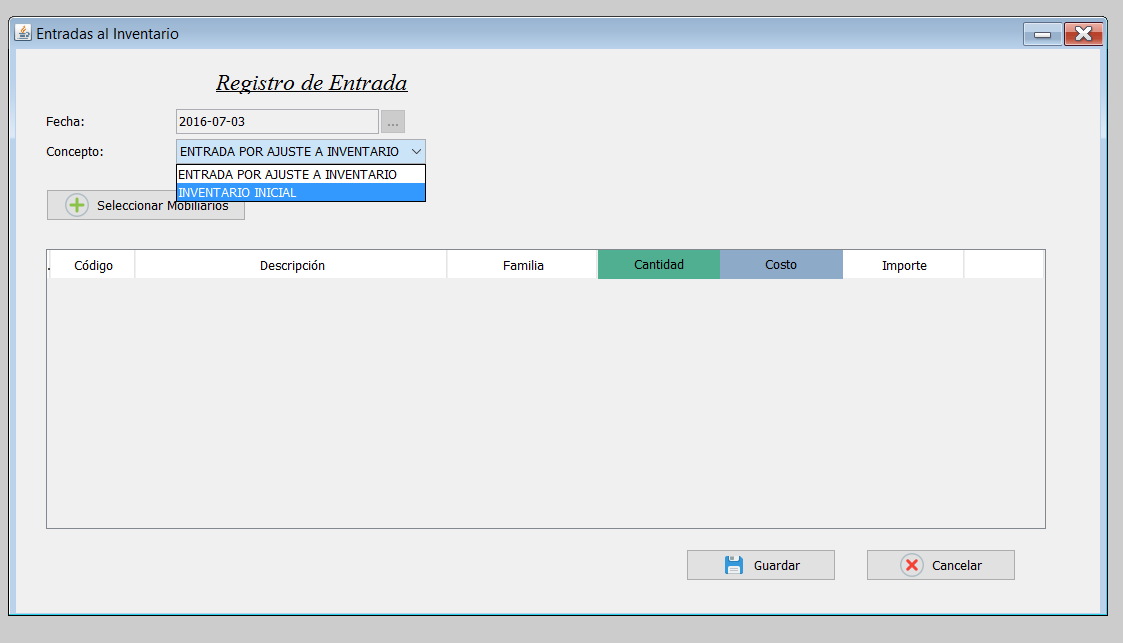 Entradas al Inventario
Registro de Entrada
Fecha: 2016-07-03 ...
Concepto: ENTRADA POR AJUSTE A INVENTARIO
ENTRADA POR AJUSTE A INVENTARIO
INVENTARIO INICIAL
Seleccionar Mobiliarios
Código Descripción Familia Cantidad Costo Importe
Guardar Cancelar